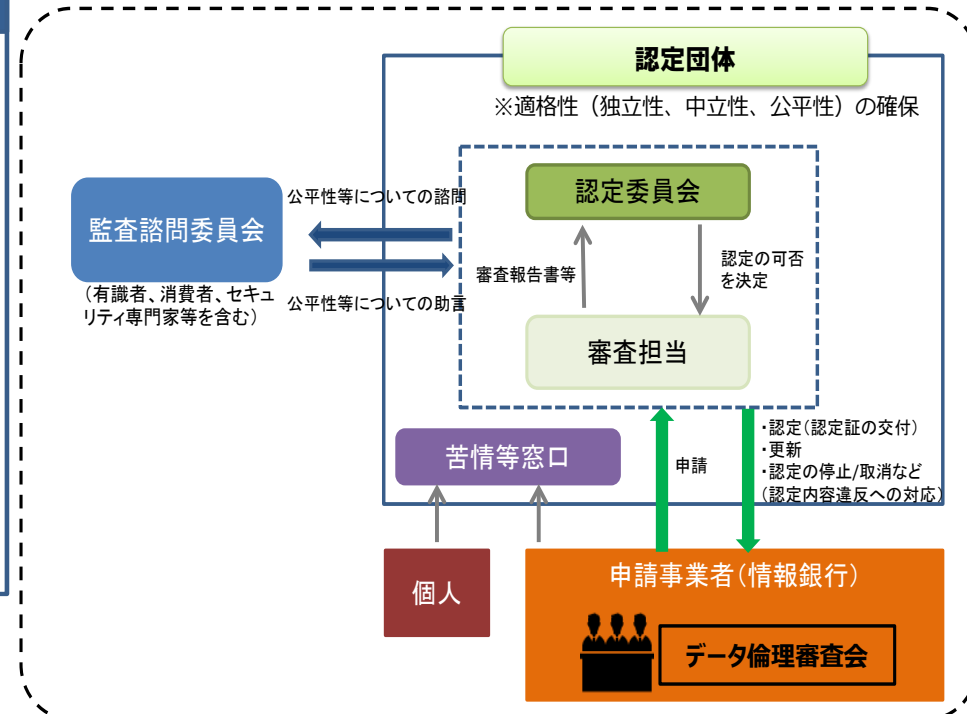 認定団体
※適格性（独立性、中立性、公平性）の確保
認定委員会
公平性等についての諮問
監査諮問委員会
審査報告書等
認定の可否
を決定
（有識者、消費者、セキュ
リティ専門家等を含む）
公平性等についての助言
審査担当
苦情等窓口
申請
・認定（認定証の交付）
・更新
・認定の停止/取消など
（認定内容違反への対応）
個人
申請事業者（情報銀行）
データ倫理審査会